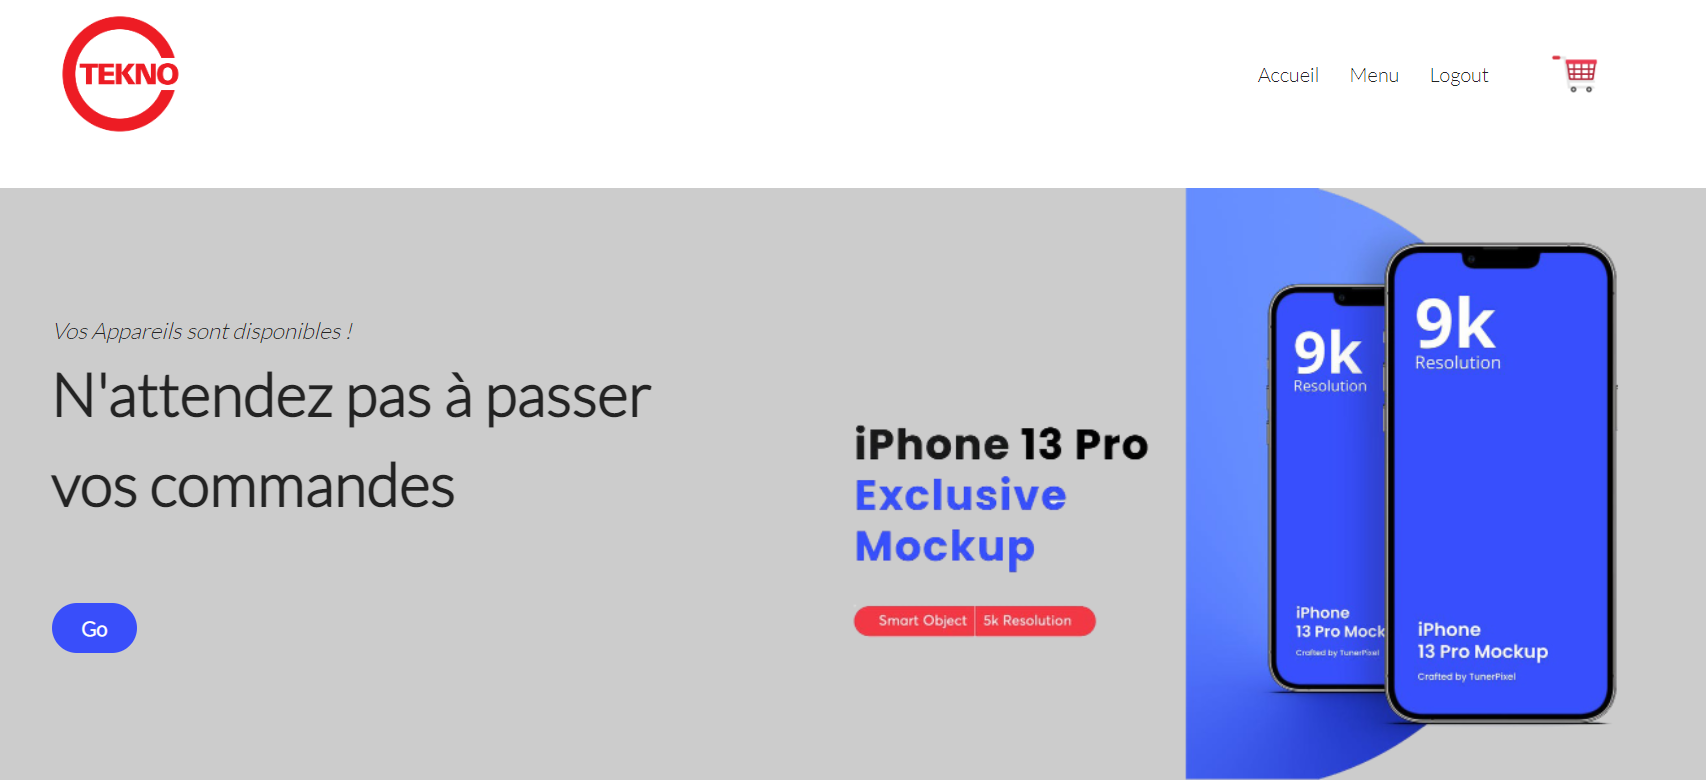 TEKNO
Accueil
Menu
Logout
Vos Appareils sont disponibles !
N'attendez pas à passer
vos commandes
Go
iPhone 13 Pro
Exclusive
Mockup
Smart Object
5k Resolution
9k
Resolution
iPhone
13 Pro Mock
Crafted by TunerPixel
9k
Resolution
iPhone
13 Pro Mockup
Crafted by TunerPixel